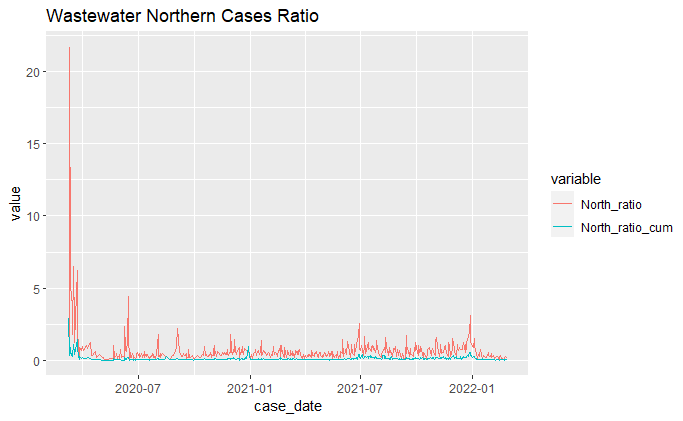 Wastewater Northern Cases Ratio
20
15
10
5
0
value
2020-07
2021-01
2021-07
2022-01
case_date
variable
North_ratio
North_ratio_cum